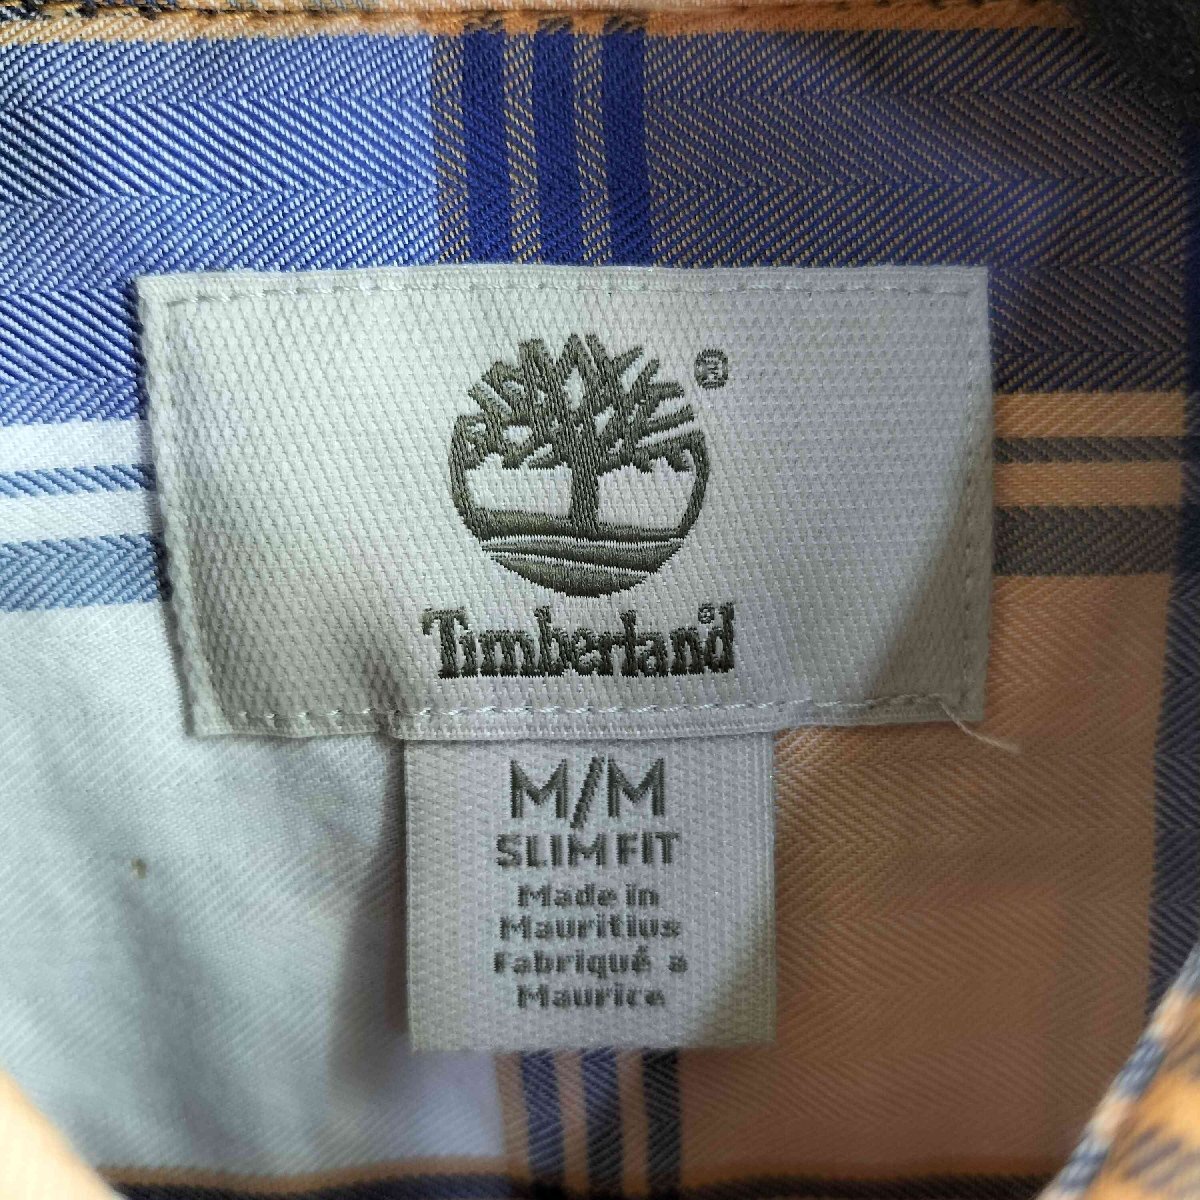 ®
Timberland®
M/M
SLIM FIT
Made in
Mauritius
Fabriqué a
Maurice